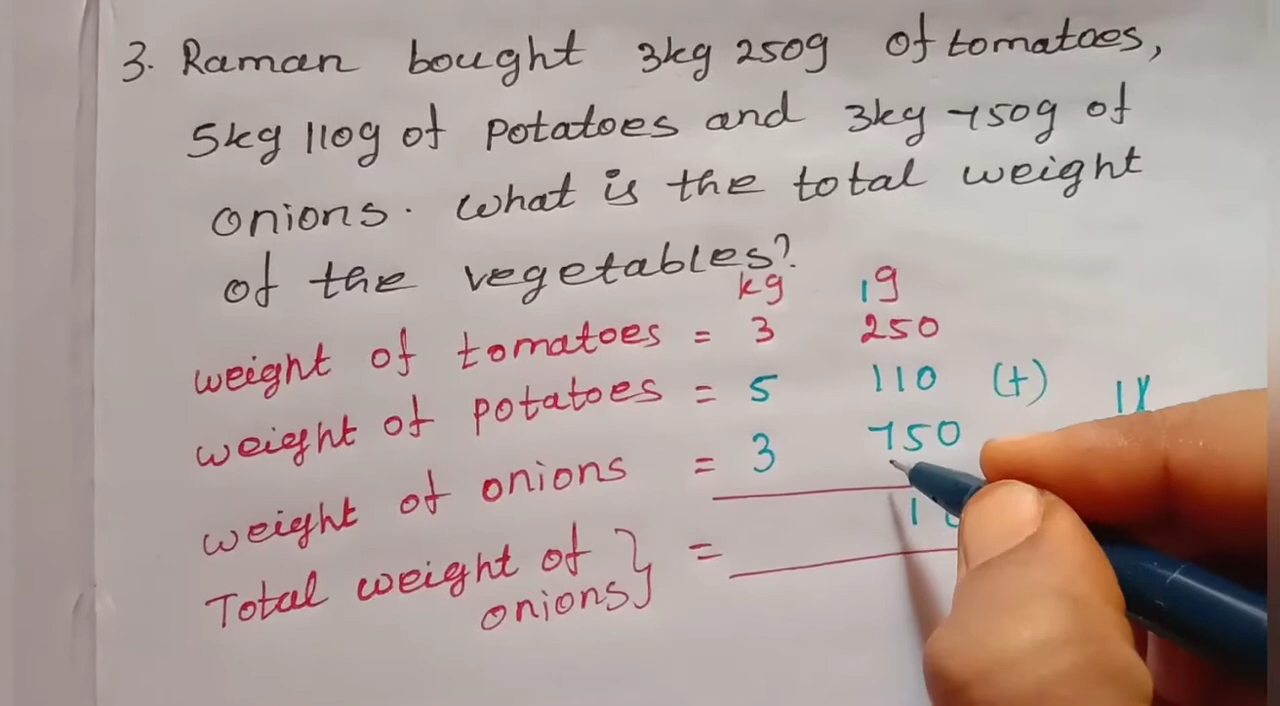 3. Raman bought 3kg 250g of tomatoes,
5kg 110g of potatoes and 3kg 750g of
onions. what is the total weight
of the vegetables?
kg 1g
weight of tomatoes = 3 250
weight of potatoes = 5 110 (+)
weight of onions = 3 750
Total weight of } = 1
onions